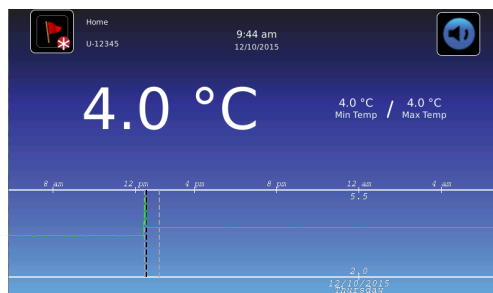 Home
U-12345
9:44 am
12/10/2015
4.0 °C
4.0 °C
Min Temp
/
4.0 °C
Max Temp
8 am 12 pm 4 pm 8 pm 12 am 4 am
5.5
2.0
12/10/2015
Thursday